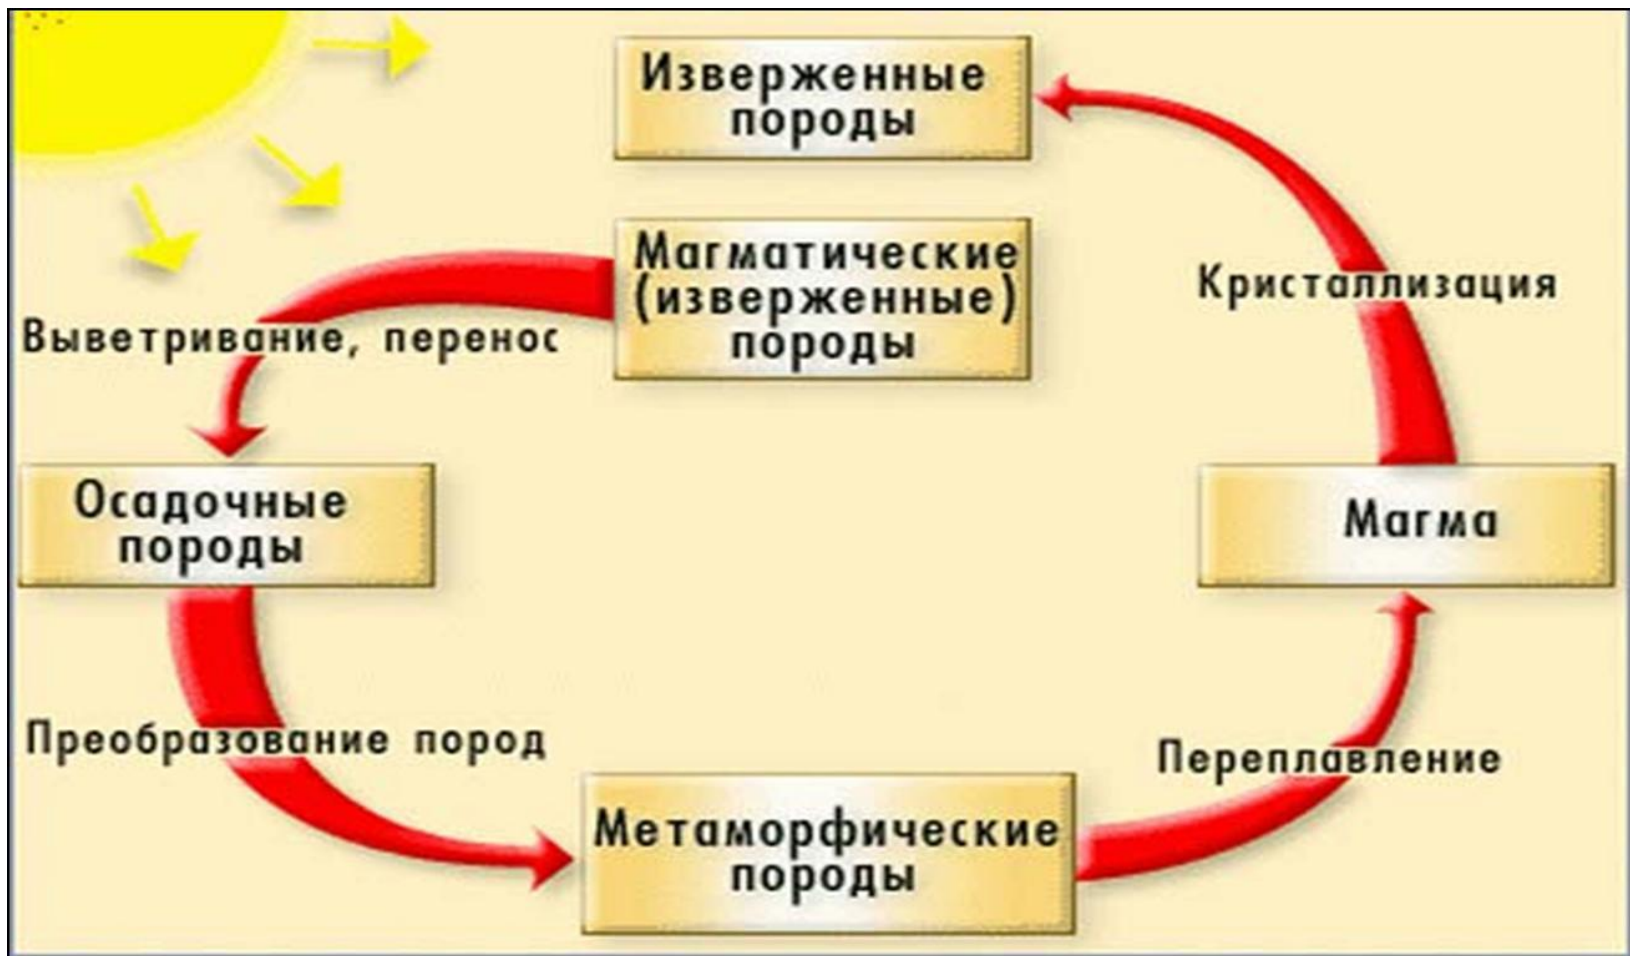 Изверженные
породы
Магматические
(изверженные)
породы
Кристаллизация
Выветривание, перенос
Осадочные
породы
Магма
Преобразование пород
Переплавление
Метаморфические
породы